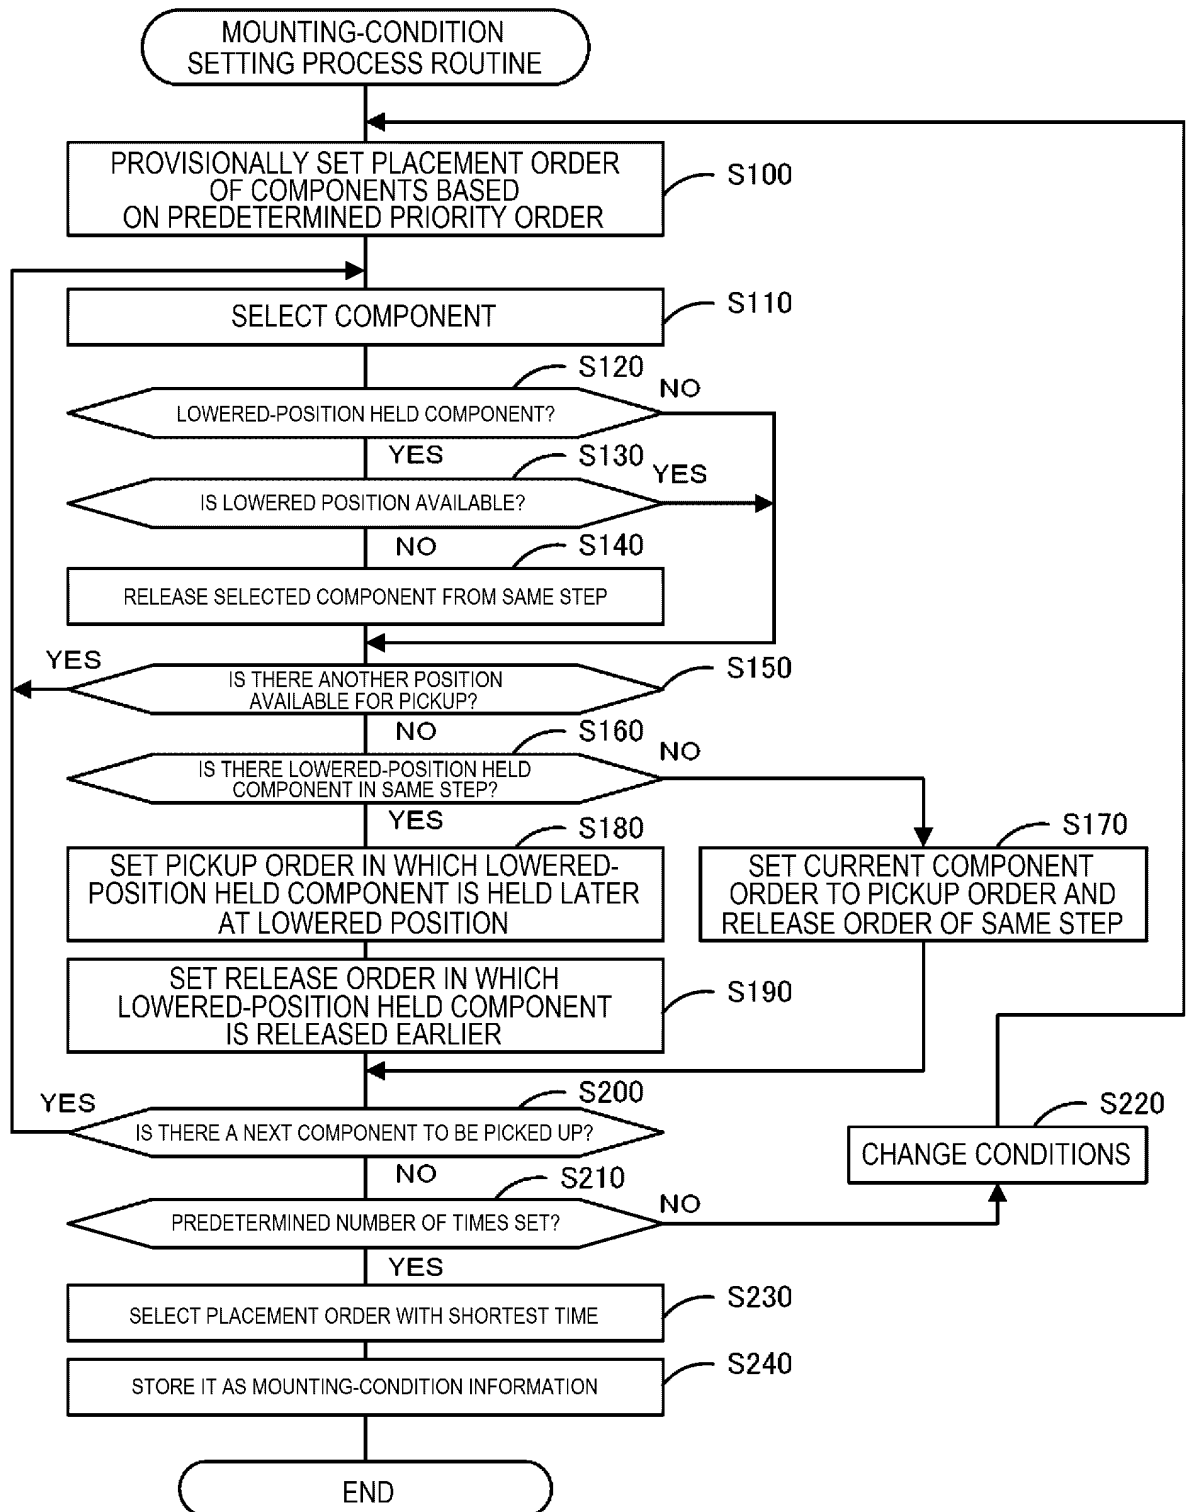 MOUNTING-CONDITION
SETTING PROCESS ROUTINE
PROVISIONALLY SET PLACEMENT ORDER
OF COMPONENTS BASED
ON PREDETERMINED PRIORITY ORDER
S100
SELECT COMPONENT
S110
S120
NO
LOWERED-POSITION HELD COMPONENT?
YES
S130
YES
IS LOWERED POSITION AVAILABLE?
NO
S140
RELEASE SELECTED COMPONENT FROM SAME STEP
YES
S150
IS THERE ANOTHER POSITION
AVAILABLE FOR PICKUP?
NO
S160
NO
IS THERE LOWERED-POSITION HELD
COMPONENT IN SAME STEP?
YES
S180
SET PICKUP ORDER IN WHICH LOWERED-
POSITION HELD COMPONENT IS HELD LATER
AT LOWERED POSITION
S170
SET CURRENT COMPONENT
ORDER TO PICKUP ORDER AND
RELEASE ORDER OF SAME STEP
SET RELEASE ORDER IN WHICH
LOWERED-POSITION HELD COMPONENT
IS RELEASED EARLIER
S190
YES
S200
IS THERE A NEXT COMPONENT TO BE PICKED UP?
S220
CHANGE CONDITIONS
NO
S210
NO
PREDETERMINED NUMBER OF TIMES SET?
YES
SELECT PLACEMENT ORDER WITH SHORTEST TIME
S230
STORE IT AS MOUNTING-CONDITION INFORMATION
S240
END